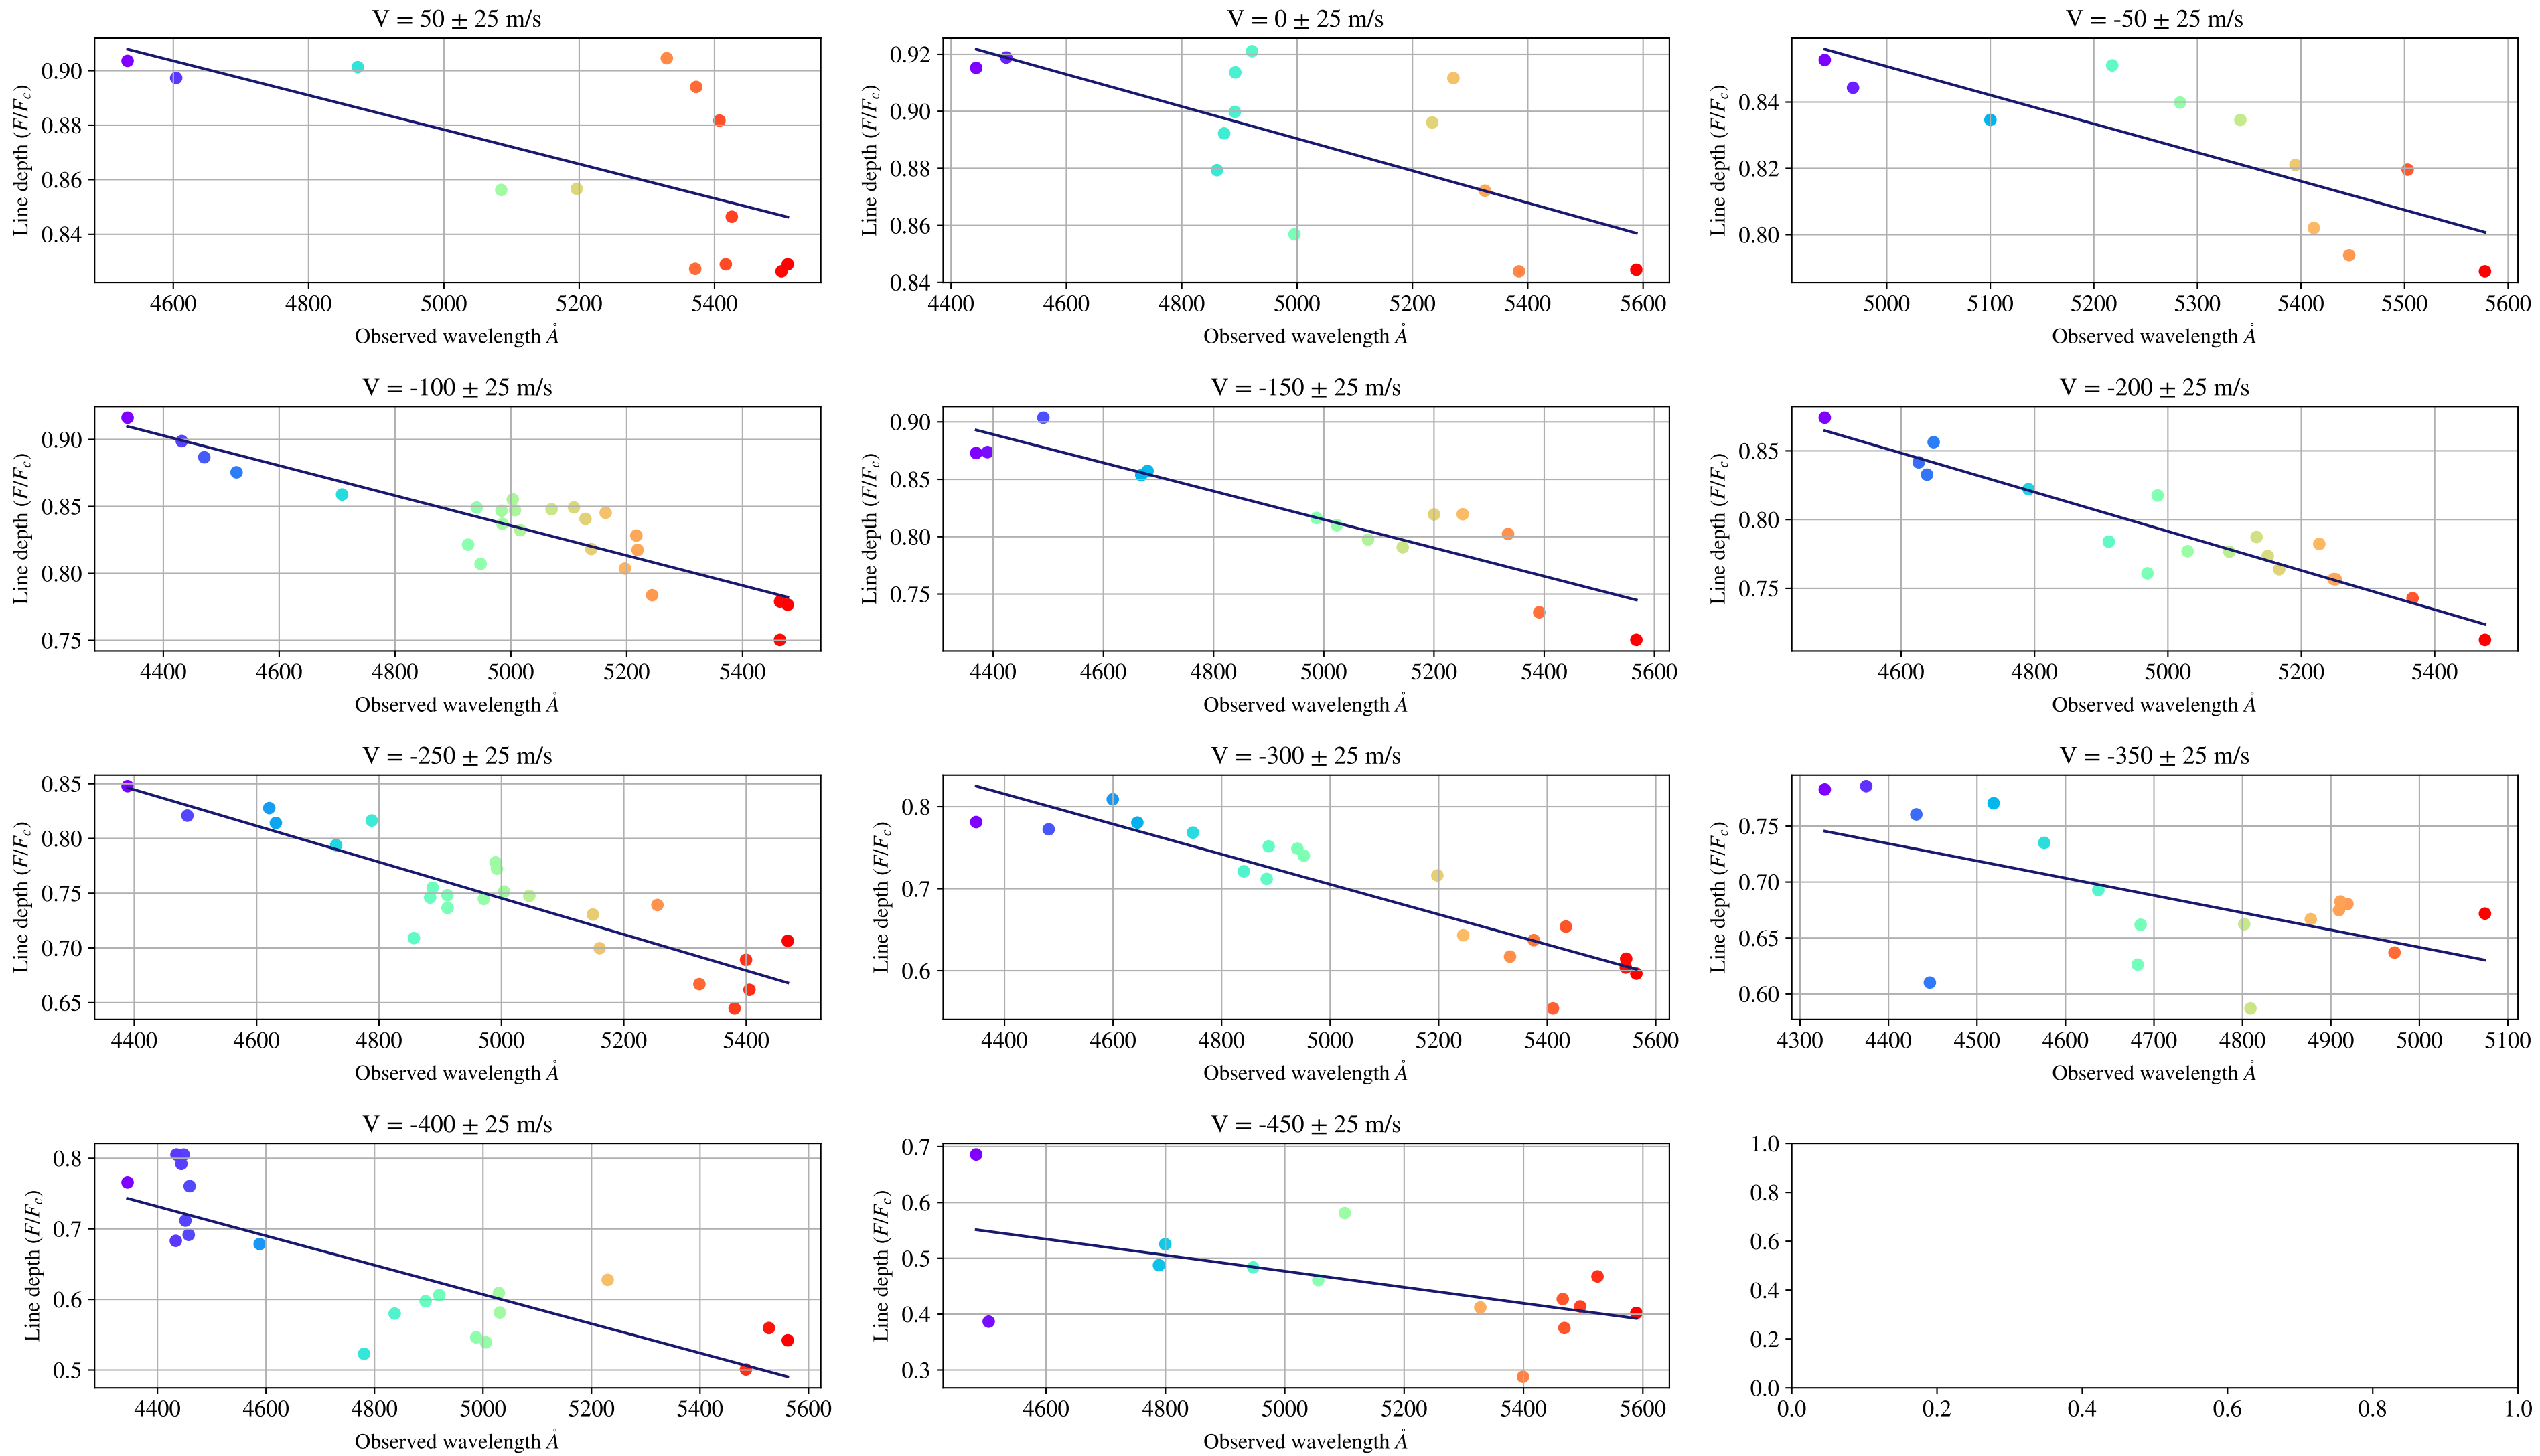 V = 50 ± 25 m/s
V = 0 ± 25 m/s
V = -50 ± 25 m/s
Line depth (F/Fc)
0.90
0.88
0.86
0.84
4600 4800 5000 5200 5400
Observed wavelength Å
Line depth (F/Fc)
0.92
0.90
0.88
0.86
0.84
4400 4600 4800 5000 5200 5400 5600
Observed wavelength Å
Line depth (F/Fc)
0.84
0.82
0.80
5000 5100 5200 5300 5400 5500 5600
Observed wavelength Å
V = -100 ± 25 m/s
V = -150 ± 25 m/s
V = -200 ± 25 m/s
Line depth (F/Fc)
0.90
0.85
0.80
0.75
4400 4600 4800 5000 5200 5400
Observed wavelength Å
Line depth (F/Fc)
0.90
0.85
0.80
0.75
4400 4600 4800 5000 5200 5400 5600
Observed wavelength Å
Line depth (F/Fc)
0.85
0.80
0.75
4600 4800 5000 5200 5400
Observed wavelength Å
V = -250 ± 25 m/s
V = -300 ± 25 m/s
V = -350 ± 25 m/s
Line depth (F/Fc)
0.85
0.80
0.75
0.70
0.65
4400 4600 4800 5000 5200 5400
Observed wavelength Å
Line depth (F/Fc)
0.8
0.7
0.6
4400 4600 4800 5000 5200 5400 5600
Observed wavelength Å
Line depth (F/Fc)
0.75
0.70
0.65
0.60
4300 4400 4500 4600 4700 4800 4900 5000 5100
Observed wavelength Å
V = -400 ± 25 m/s
V = -450 ± 25 m/s
Line depth (F/Fc)
0.8
0.7
0.6
0.5
4400 4600 4800 5000 5200 5400 5600
Observed wavelength Å
Line depth (F/Fc)
0.7
0.6
0.5
0.4
0.3
4600 4800 5000 5200 5400 5600
Observed wavelength Å
1.0
0.8
0.6
0.4
0.2
0.0
0.0 0.2 0.4 0.6 0.8 1.0